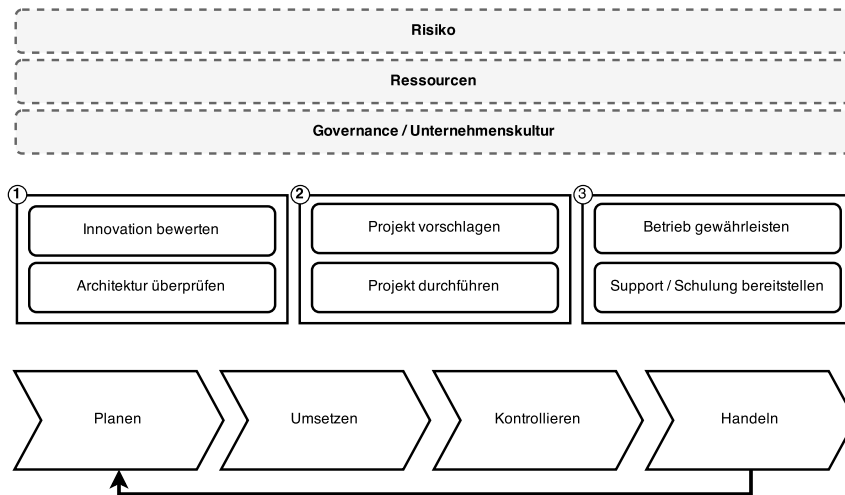 Risiko
Ressourcen
Governance / Unternehmenskultur
1
2
3
Innovation bewerten
Projekt vorschlagen
Betrieb gewährleisten
Architektur überprüfen
Projekt durchführen
Support / Schulung bereitstellen
Planen
Umsetzen
Kontrollieren
Handeln